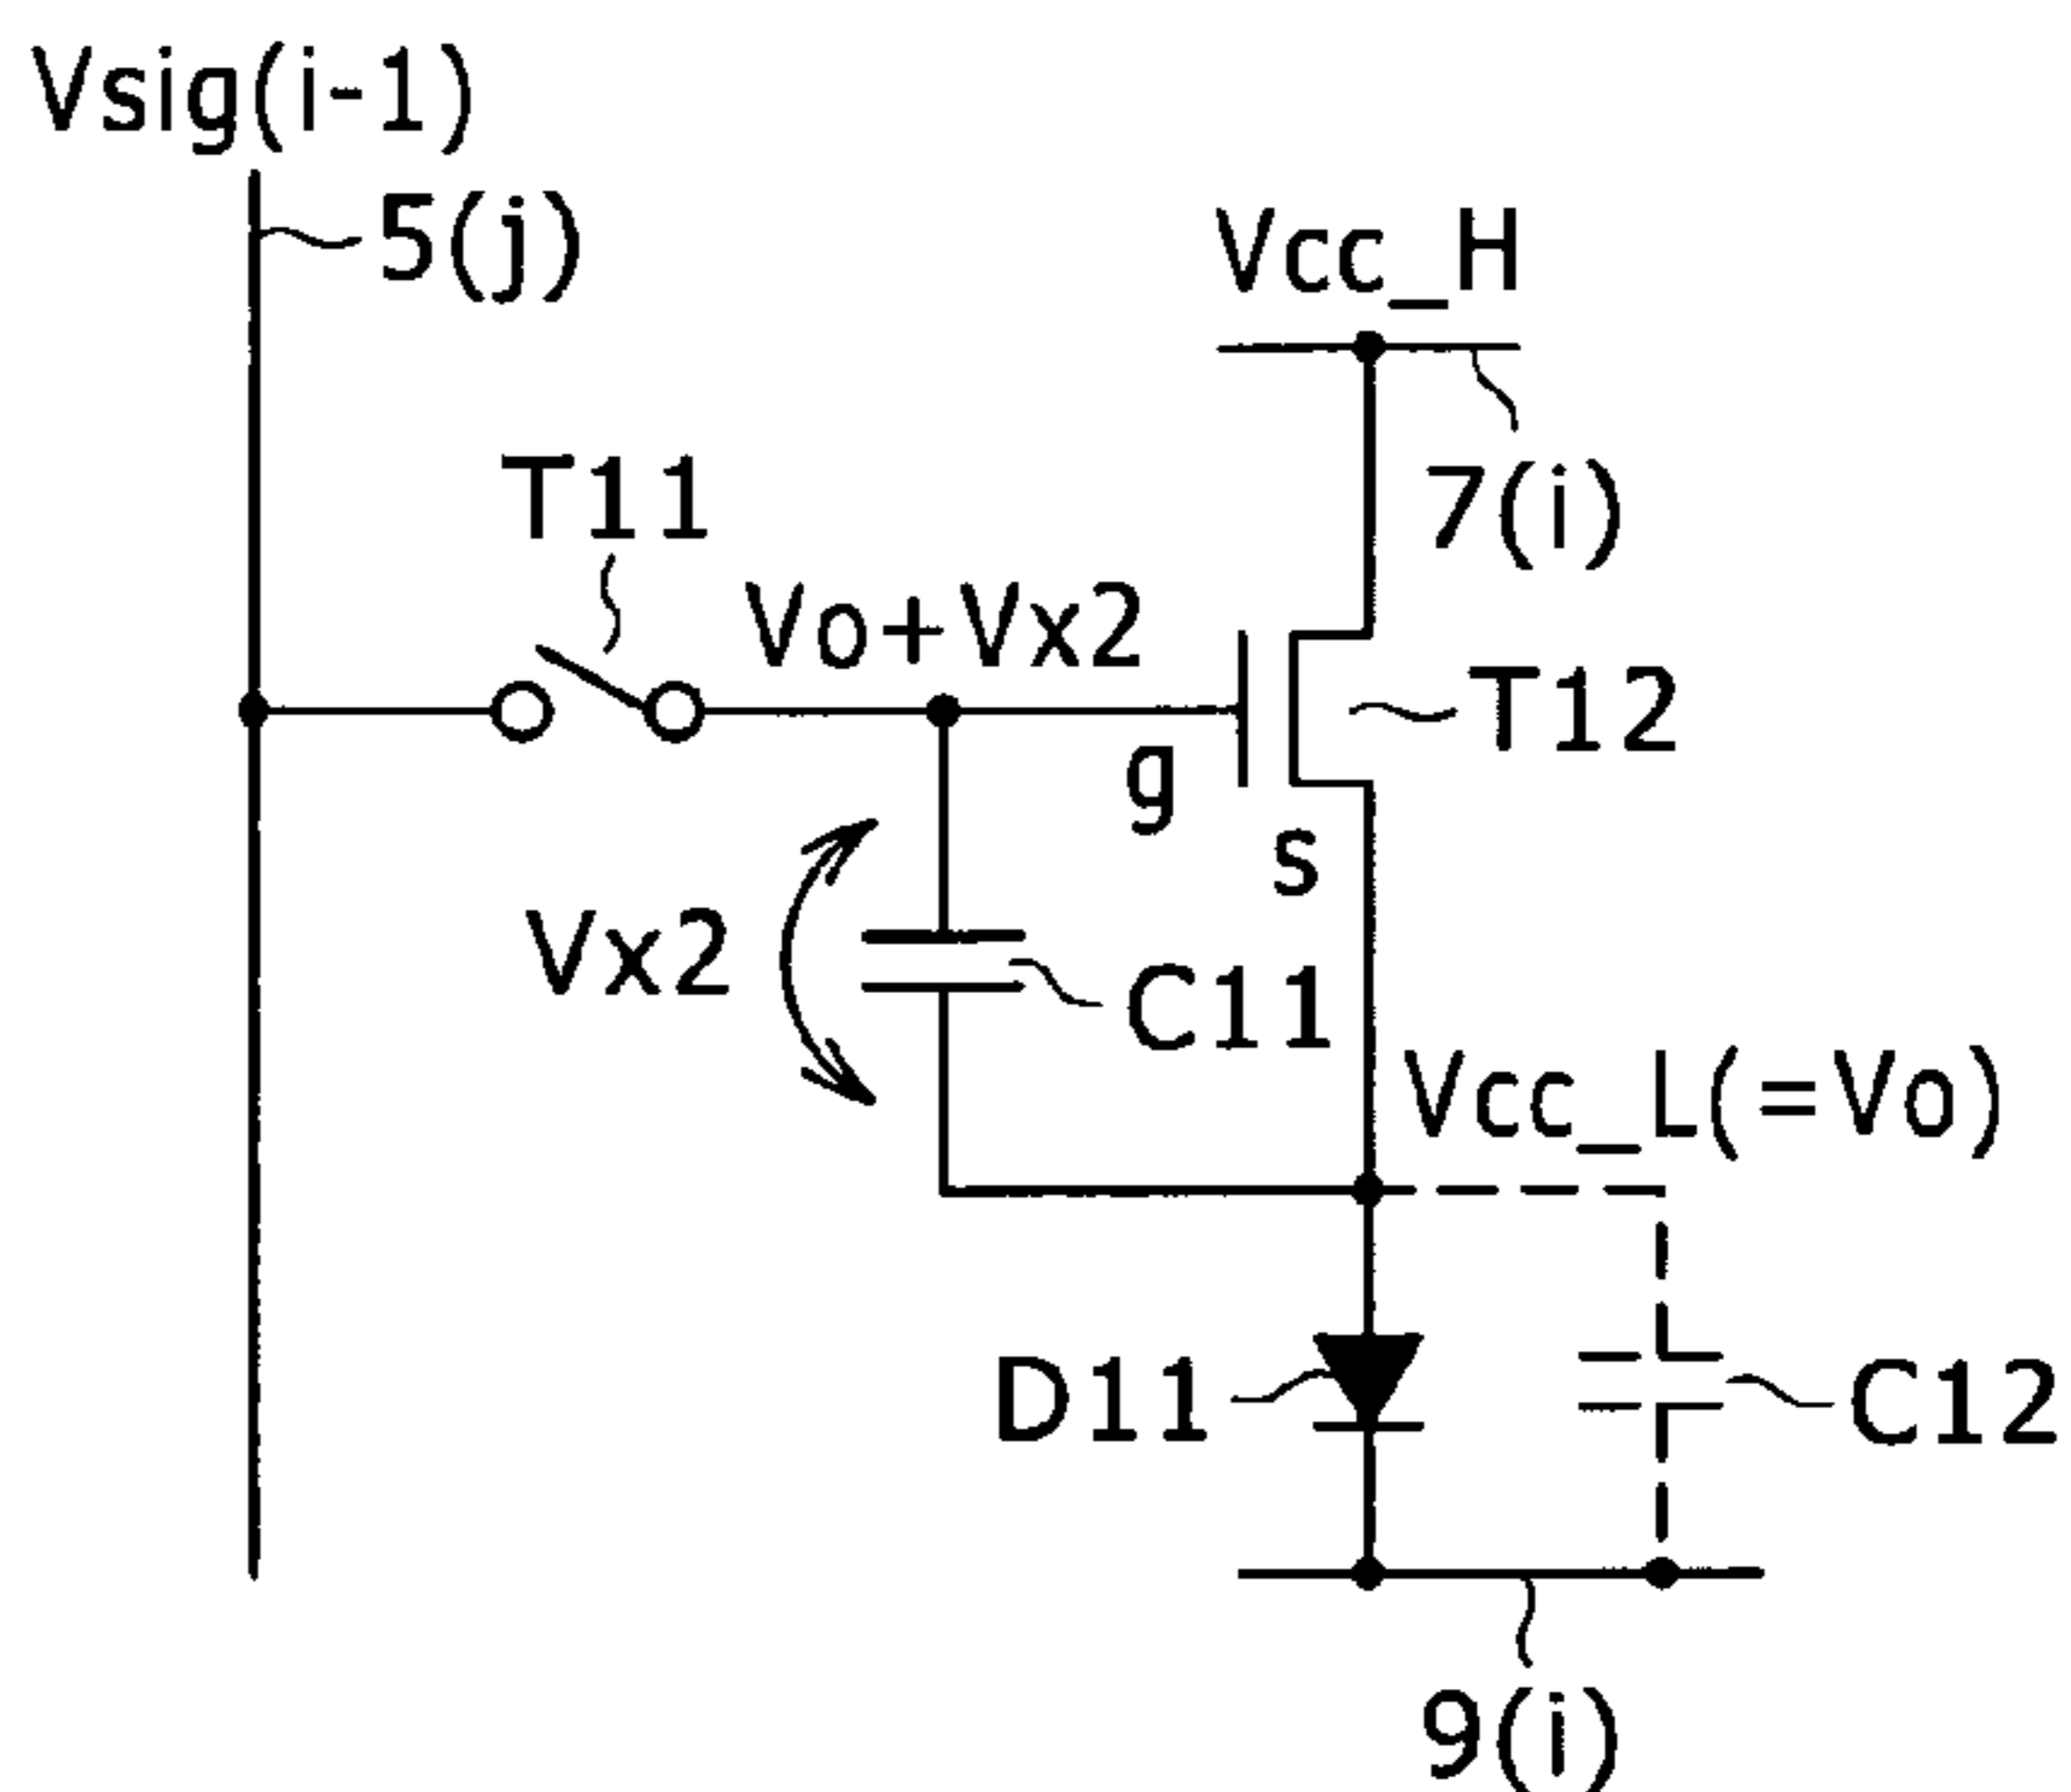 Vsig(i-1)
5(j)
Vcc_H
7(i)
T11
Vo+Vx2
T12
g
s
Vx2
C11
Vcc_L(=Vo)
D11
C12
9(i)